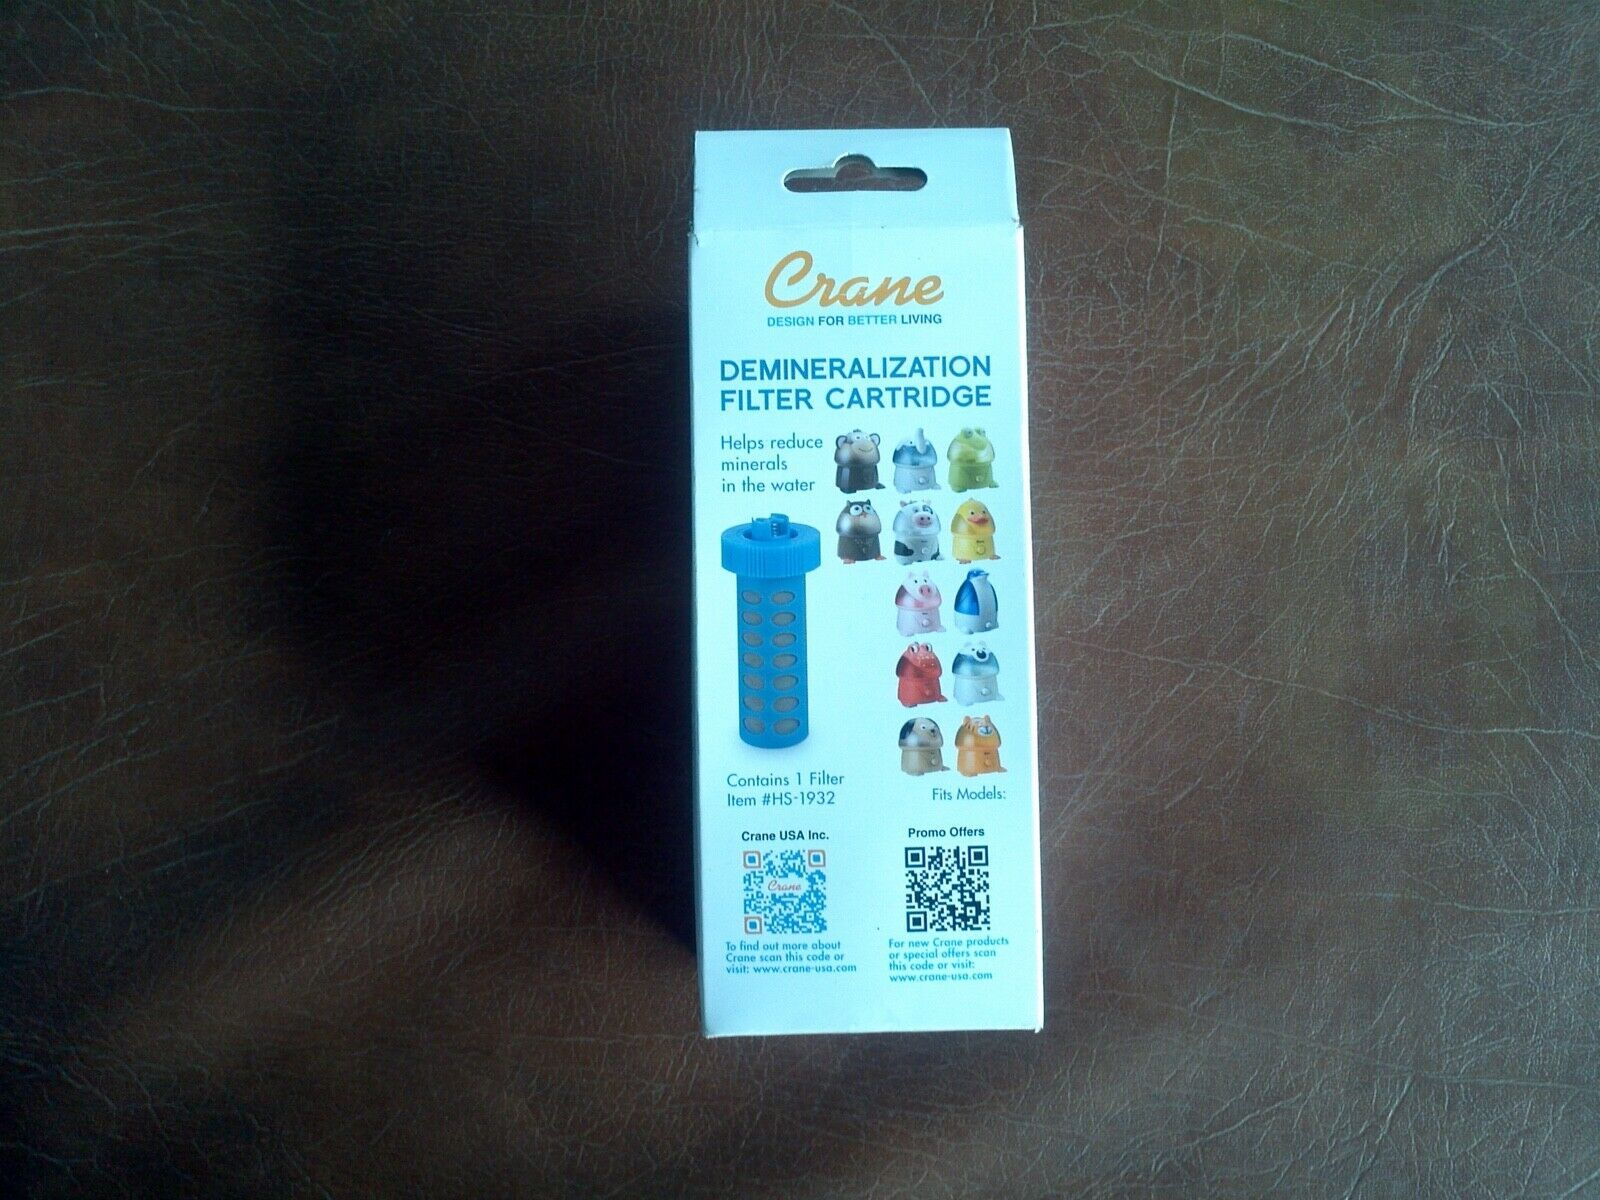 Crane
DESIGN FOR BETTER LIVING
DEMINERALIZATION
FILTER CARTRIDGE
Helps reduce
minerals
in the water
Contains 1 Filter
Item #HS-1932
Fits Models:
Crane USA Inc.
Crane
To find out more about
Crane scan this code or
visit: www.crane-usa.com
Promo Offers
For new Crane products
or special offers scan
this code or visit:
www.crane-usa.com